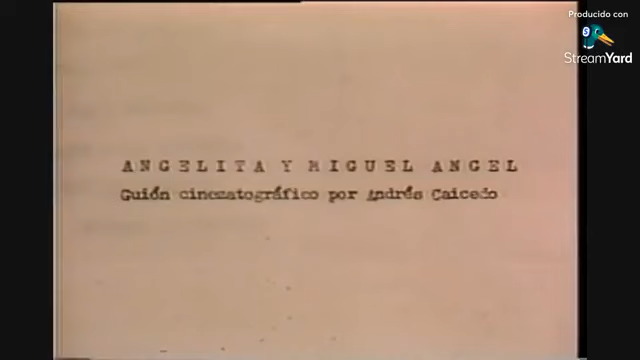 Producido con
StreamYard
ANGELITA Y MIGUEL ANGEL
Guión cinematográfico por Andrés Caicedo